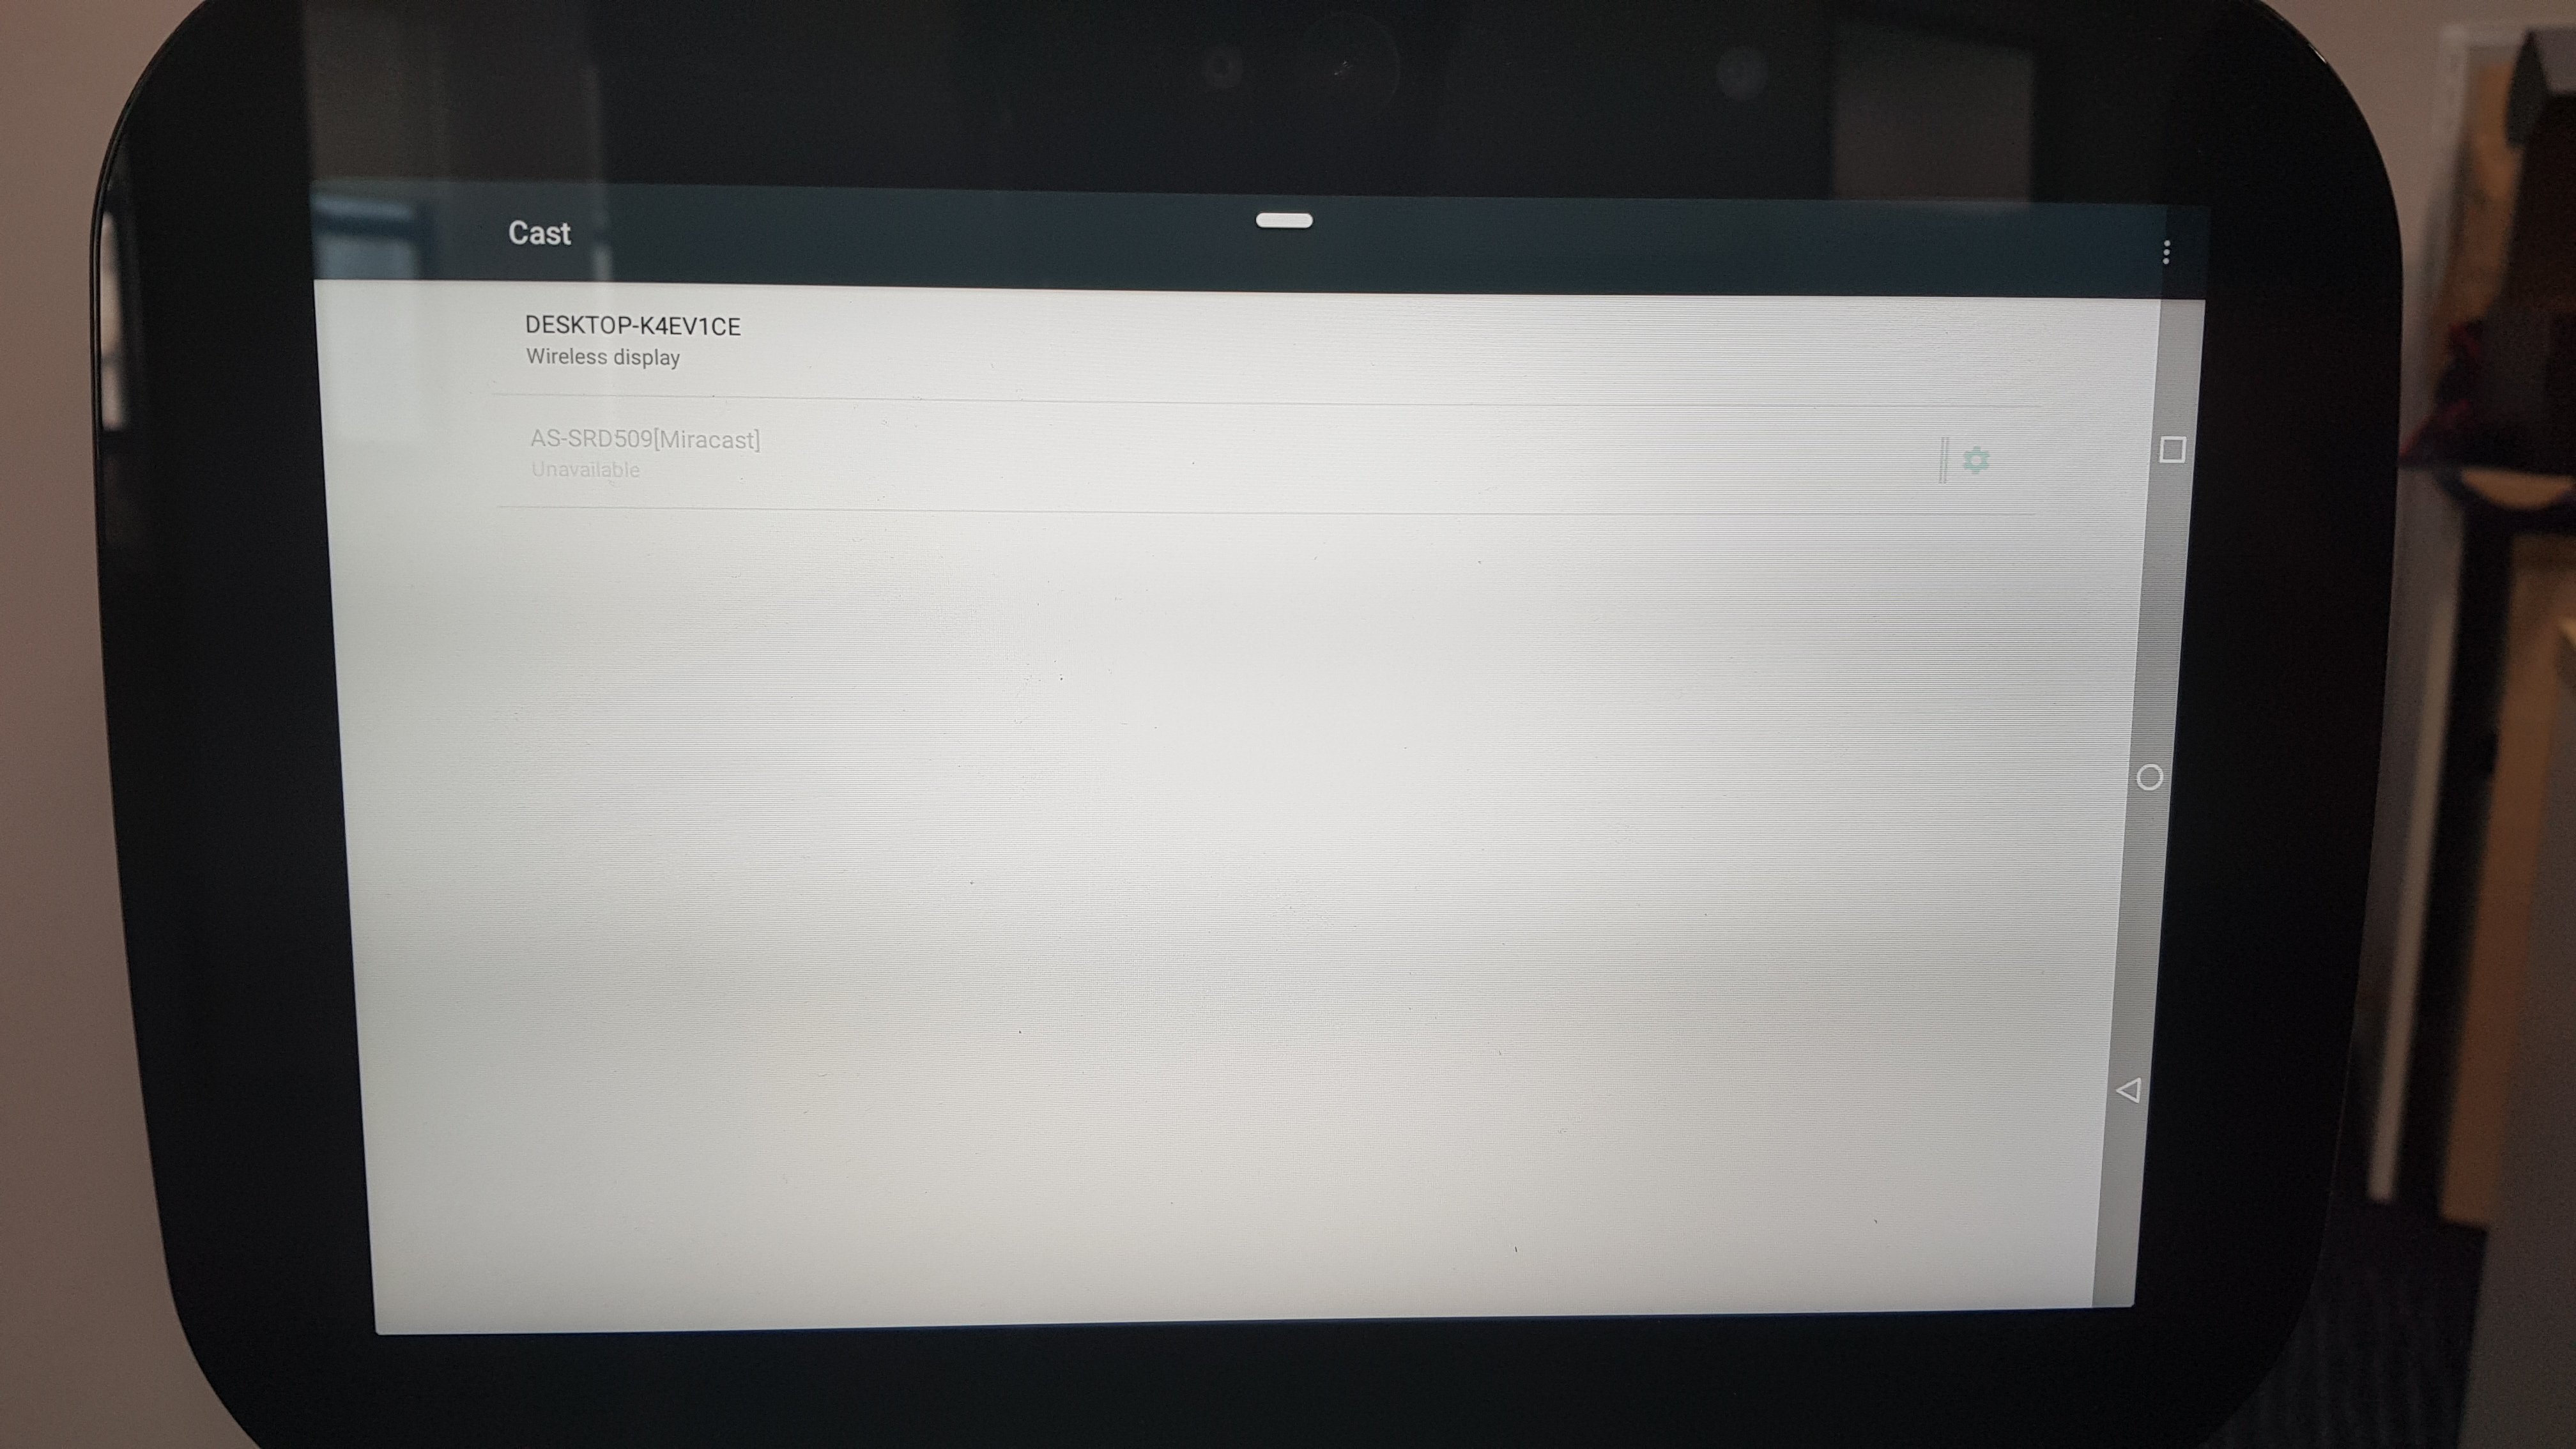 Cast
DESKTOP-K4EV1CE
Wireless display
AS-SRD509[Miracast]
Unavailable